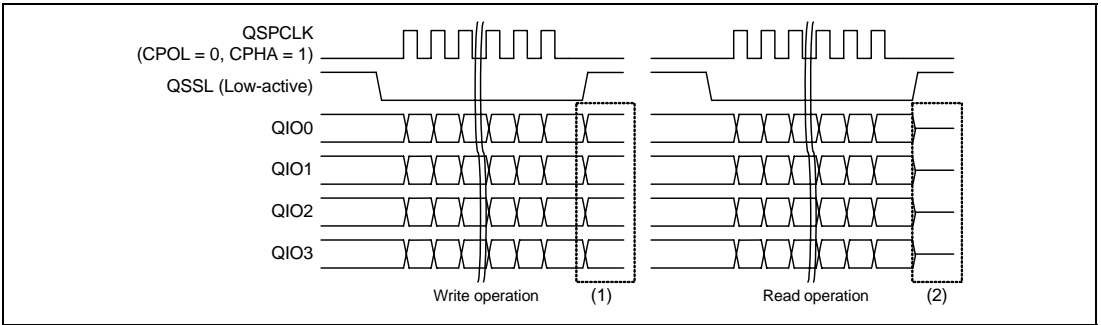 QSPCLK
(CPOL = 0, CPHA = 1)
QSSL (Low-active)
QIO0
QIO1
QIO2
QIO3
Write operation (1) Read operation (2)